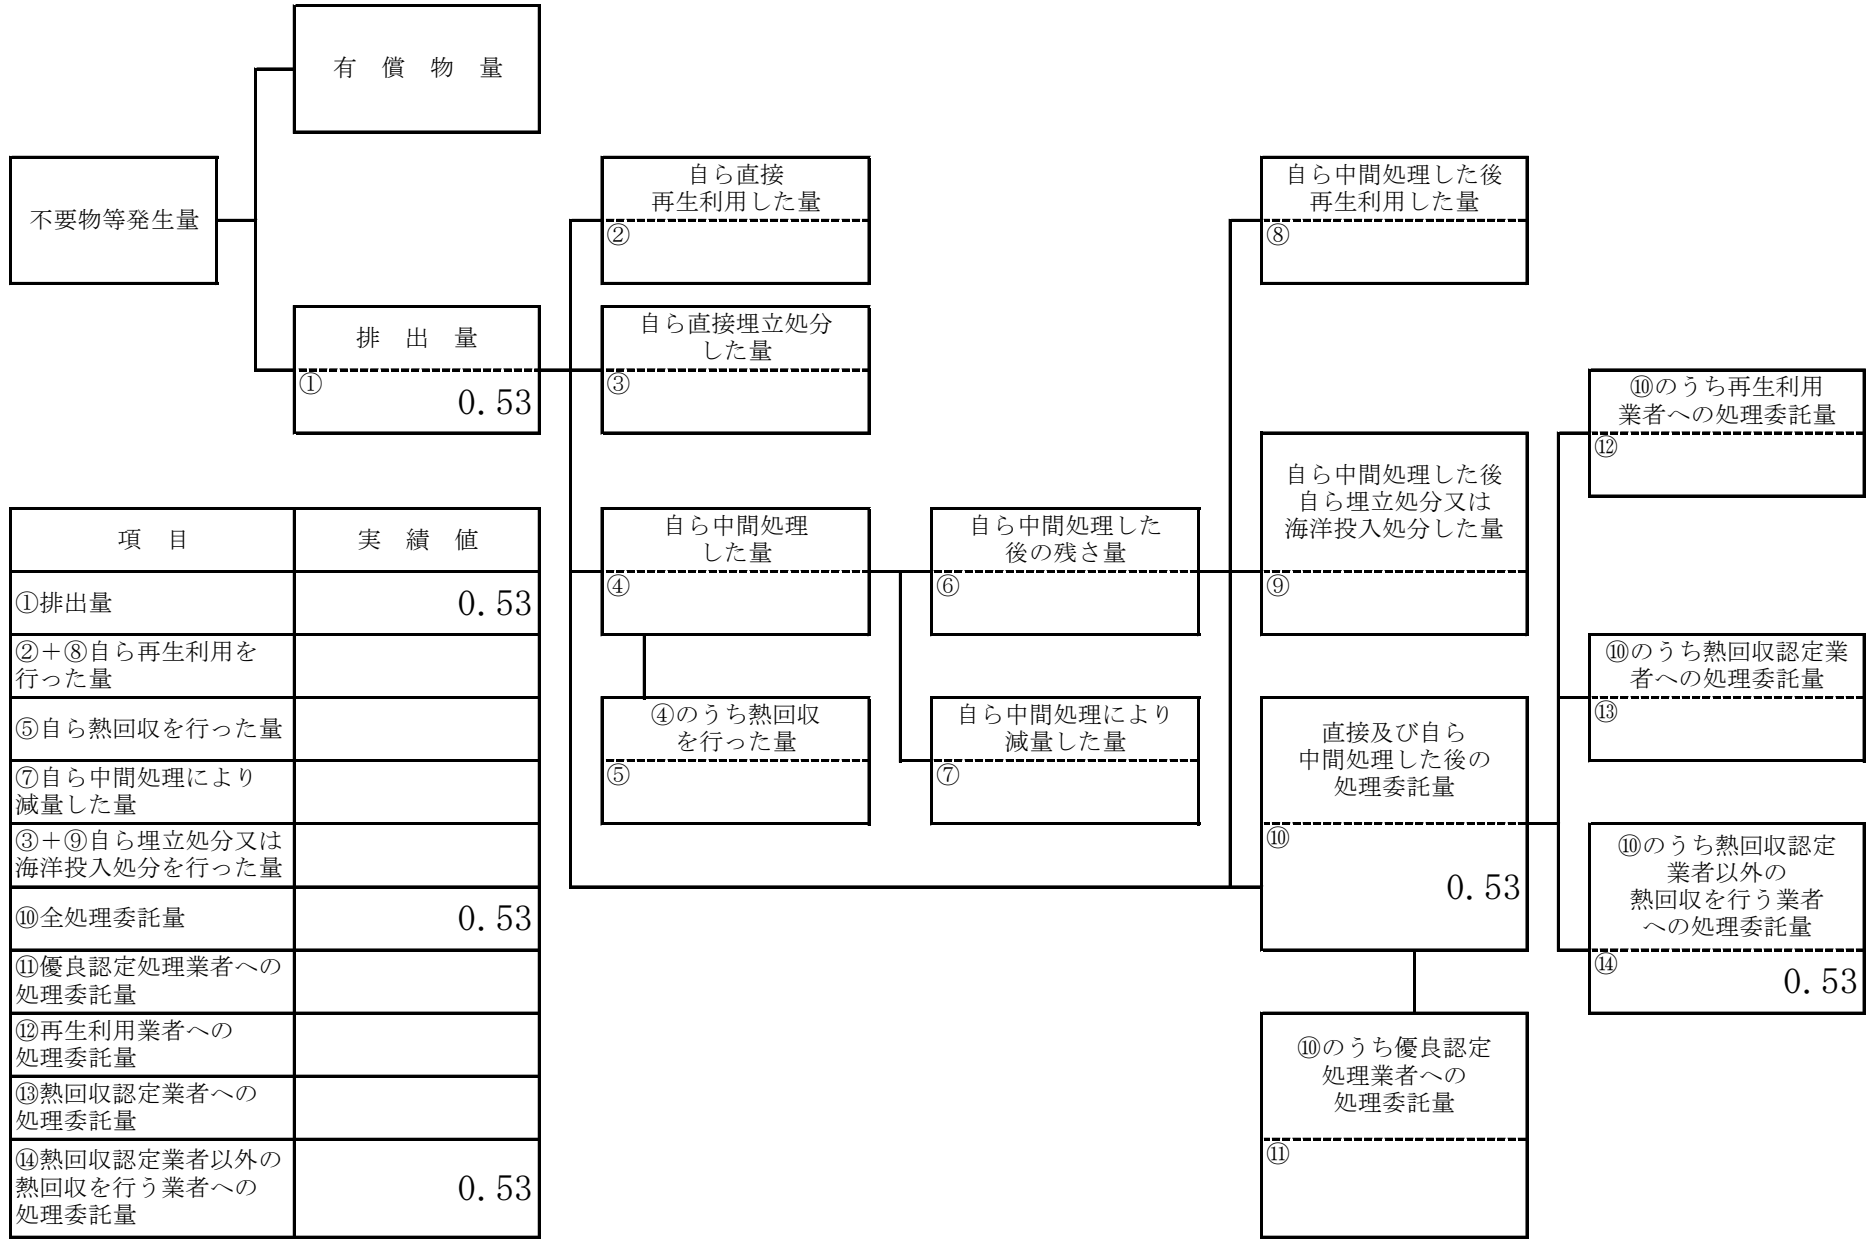 有　償　物　量
不要物等発生量
排　出　量
①
0.53
自ら直接
再生利用した量
②
自ら直接埋立処分
した量
③
自ら中間処理
した量
④
④のうち熱回収
を行った量
⑤
自ら中間処理した
後の残さ量
⑥
自ら中間処理により
減量した量
⑦
自ら中間処理した後
再生利用した量
⑧
自ら中間処理した後
自ら埋立処分又は
海洋投入処分した量
⑨
直接及び自ら
中間処理した後の
処理委託量
⑩
0.53
⑩のうち優良認定
処理業者への
処理委託量
⑪
⑩のうち再生利用
業者への処理委託量
⑫
⑩のうち熱回収認定業
者への処理委託量
⑬
⑩のうち熱回収認定
業者以外の
熱回収を行う業者
への処理委託量
⑭
0.53
項　目　実　績　値
①排出量　0.53
②＋⑧自ら再生利用を
行った量
⑤自ら熱回収を行った量
⑦自ら中間処理により
減量した量
③＋⑨自ら埋立処分又は
海洋投入処分を行った量
⑩全処理委託量　0.53
⑪優良認定処理業者への
処理委託量
⑫再生利用業者への
処理委託量
⑬熱回収認定業者への
処理委託量
⑭熱回収認定業者以外の
熱回収を行う業者への　0.53
処理委託量